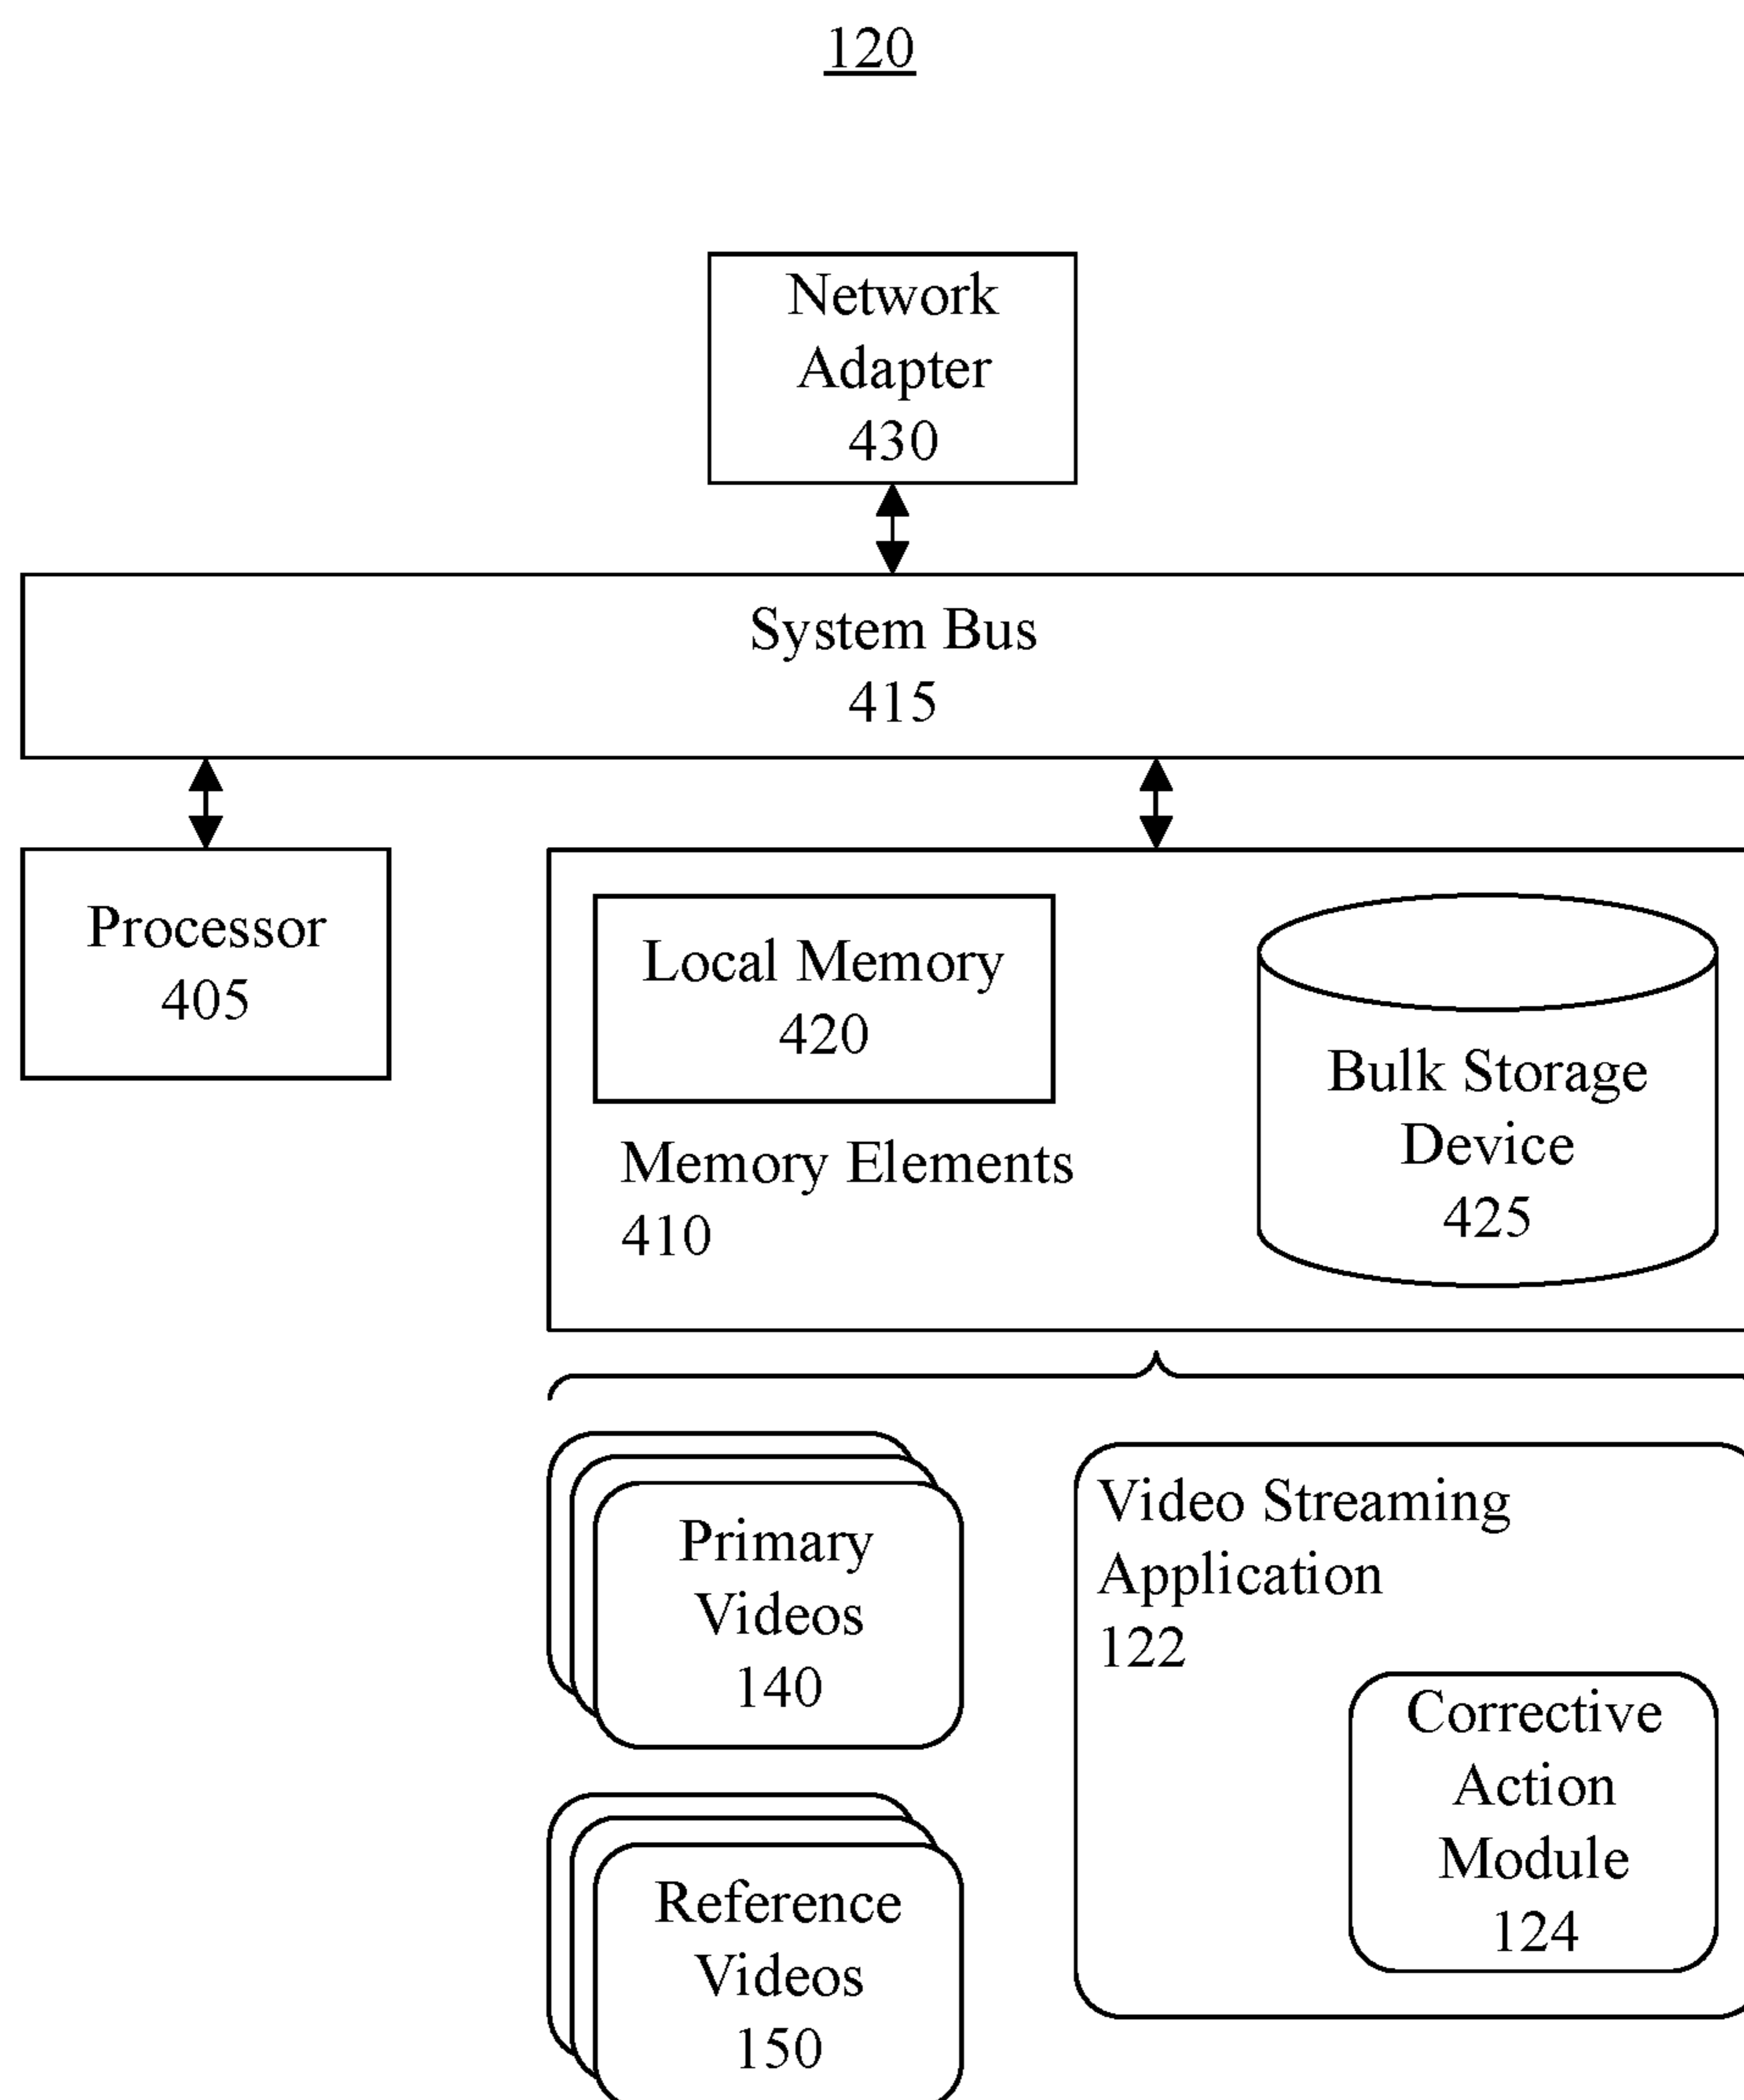 120
Network
Adapter
430
System Bus
415
Processor
405
Local Memory
420
Memory Elements
410
Bulk Storage
Device
425
Primary
Videos
140
Reference
Videos
150
Video Streaming
Application
122
Corrective
Action
Module
124